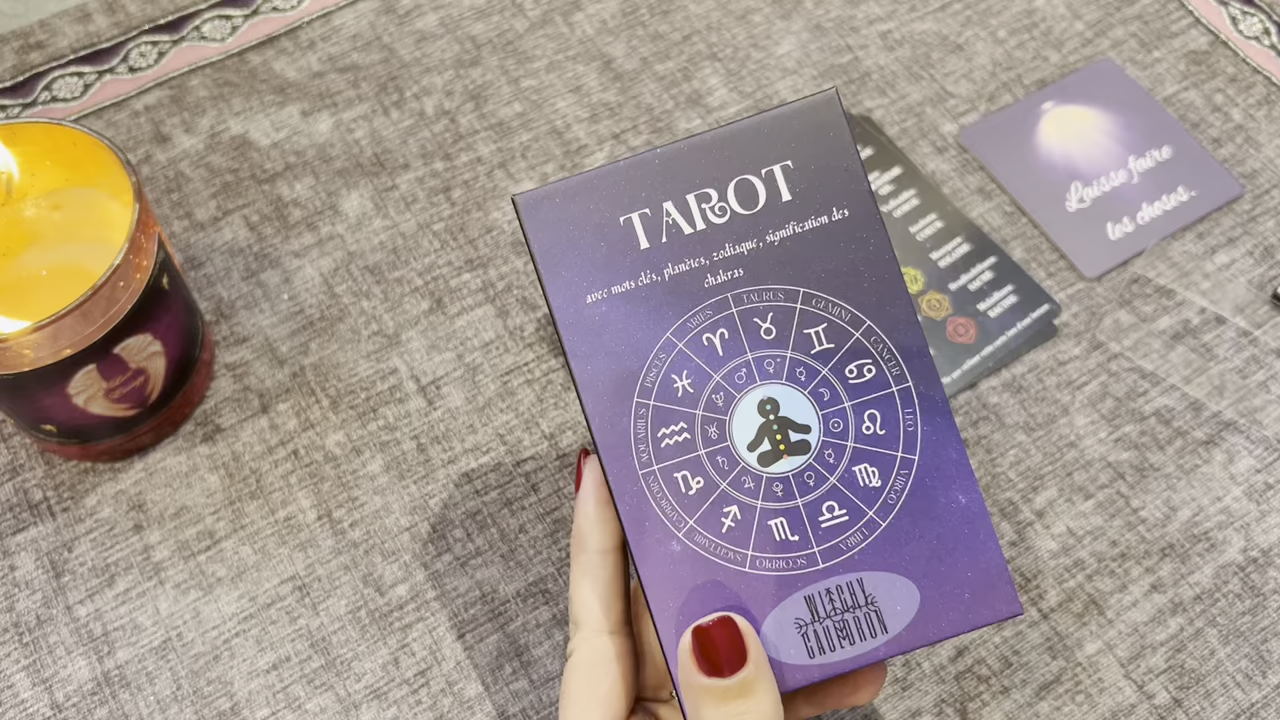 TAROT
avec mots clés, planètes, zodiaque, signification des
chakras
ARIES
TAURUS
GEMINI
CANCER
LEO
VIRGO
LIBRA
SCORPIO
SAGITTARIU
CAPRICORN
AQUARIUS
PISCES
WITCHY
CAULDRON
Laisse faire
les choses.